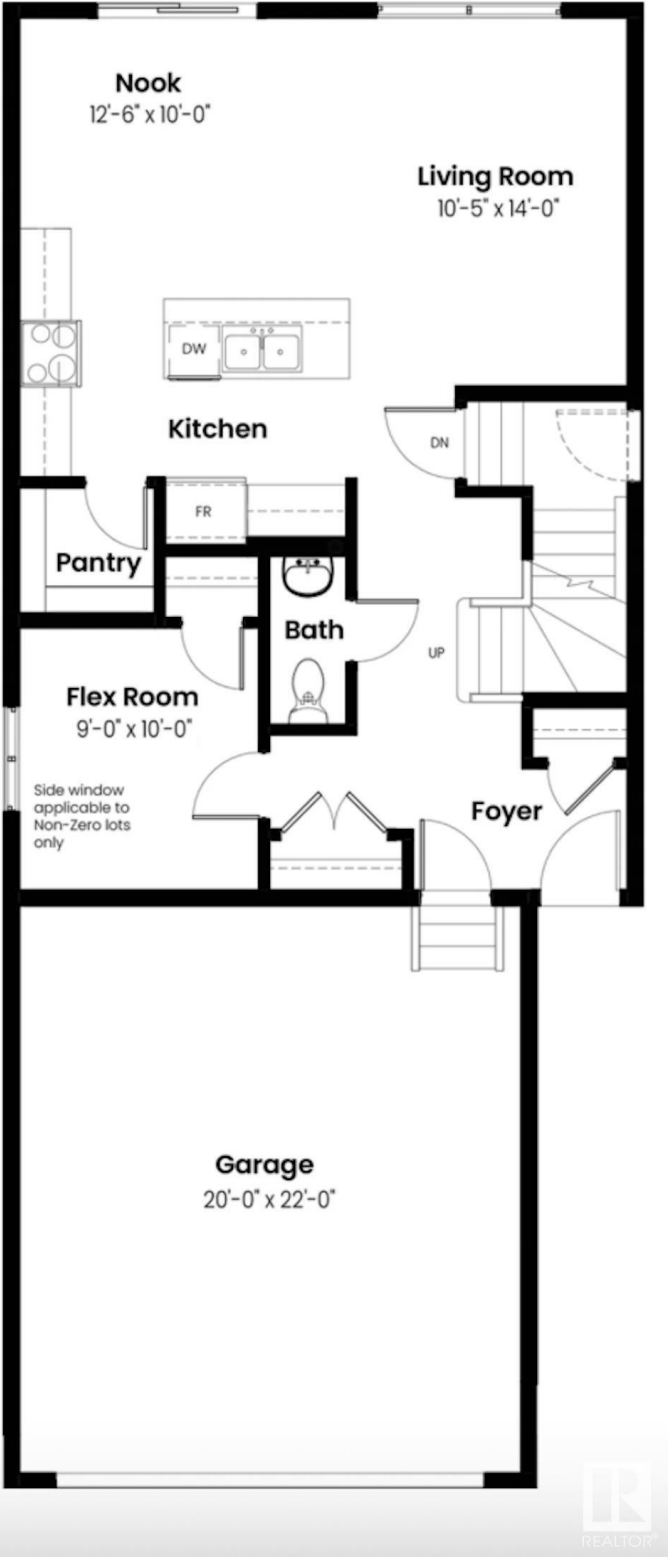 Nook
12'-6" x 10'-0"
Living Room
10'-5" x 14'-0"
DW
Kitchen
DN
FR
Pantry
Bath
UP
Flex Room
9'-0" x 10'-0"
Side window
applicable to
Non-Zero lots
only
Foyer
Garage
20'-0" x 22'-0"
R
REALTOR®